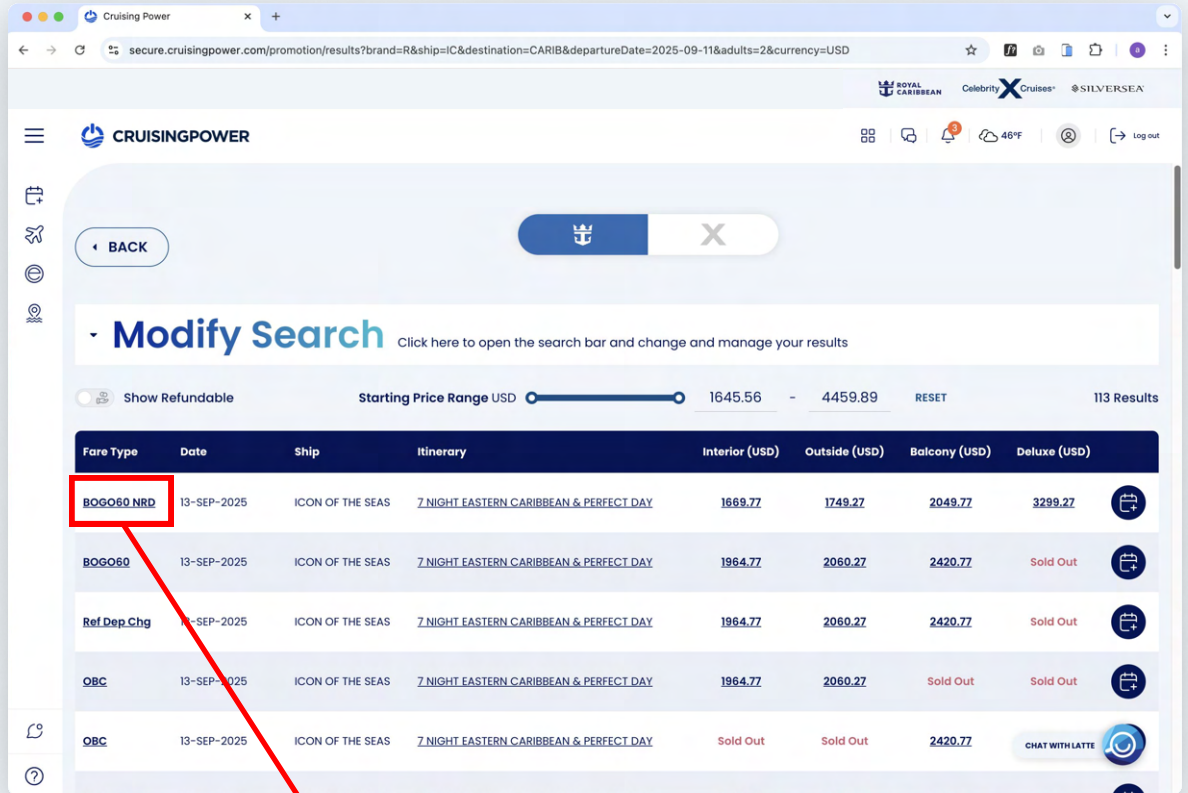 Cruising Power
secure.cruisingpower.com/promotion/results?brand=R&ship=IC&destination=CARIB&departureDate=2025-09-11&adults=2&currency=USD
ROYAL CARIBBEAN Celebrity X Cruises® SILVERSEA
CRUISINGPOWER 3 46°F Log out
BACK X
Modify Search Click here to open the search bar and change and manage your results
Show Refundable Starting Price Range USD 1645.56 - 4459.89 RESET 113 Results
Fare Type Date Ship Itinerary Interior (USD) Outside (USD) Balcony (USD) Deluxe (USD)
BOGO60 NRD 13-SEP-2025 ICON OF THE SEAS 7 NIGHT EASTERN CARIBBEAN & PERFECT DAY 1669.77 1749.27 2049.77 3299.27
BOGO60 13-SEP-2025 ICON OF THE SEAS 7 NIGHT EASTERN CARIBBEAN & PERFECT DAY 1964.77 2060.27 2420.77 Sold Out
Ref Dep Chg 13-SEP-2025 ICON OF THE SEAS 7 NIGHT EASTERN CARIBBEAN & PERFECT DAY 1964.77 2060.27 2420.77 Sold Out
OBC 13-SEP-2025 ICON OF THE SEAS 7 NIGHT EASTERN CARIBBEAN & PERFECT DAY 1964.77 2060.27 Sold Out Sold Out
OBC 13-SEP-2025 ICON OF THE SEAS 7 NIGHT EASTERN CARIBBEAN & PERFECT DAY Sold Out Sold Out 2420.77 CHAT WITH LATTE